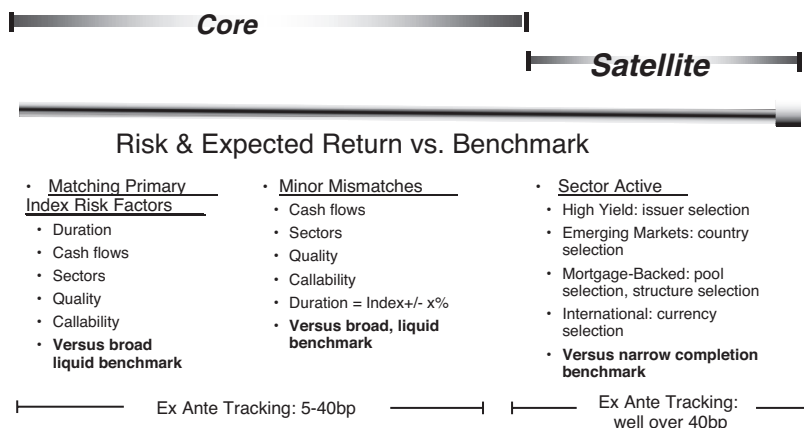 Core
Satellite
Risk & Expected Return vs. Benchmark
• Matching Primary
Index Risk Factors
• Duration
• Cash flows
• Sectors
• Quality
• Callability
• Versus broad
liquid benchmark
• Minor Mismatches
• Cash flows
• Sectors
• Quality
• Callability
• Duration = Index+/- x%
• Versus broad, liquid
benchmark
• Sector Active
• High Yield: issuer selection
• Emerging Markets: country
selection
• Mortgage-Backed: pool
selection, structure selection
• International: currency
selection
• Versus narrow completion
benchmark
Ex Ante Tracking: 5-40bp
Ex Ante Tracking:
well over 40bp